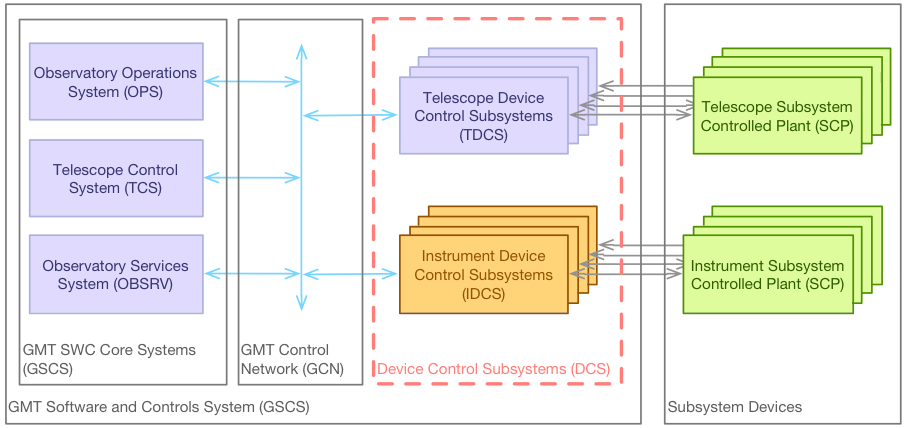 Observatory Operations
System (OPS)
Telescope Control
System (TCS)
Observatory Services
System (OBSRV)
GMT SWC Core Systems
(GSCS)
GMT Control
Network (GCN)
Telescope Device
Control Subsystems
(TDCS)
Instrument Device
Control Subsystems
(IDCS)
Device Control Subsystems (DCS)
GMT Software and Controls System (GSCS)
Telescope Subsystem
Controlled Plant (SCP)
Instrument Subsystem
Controlled Plant (SCP)
Subsystem Devices